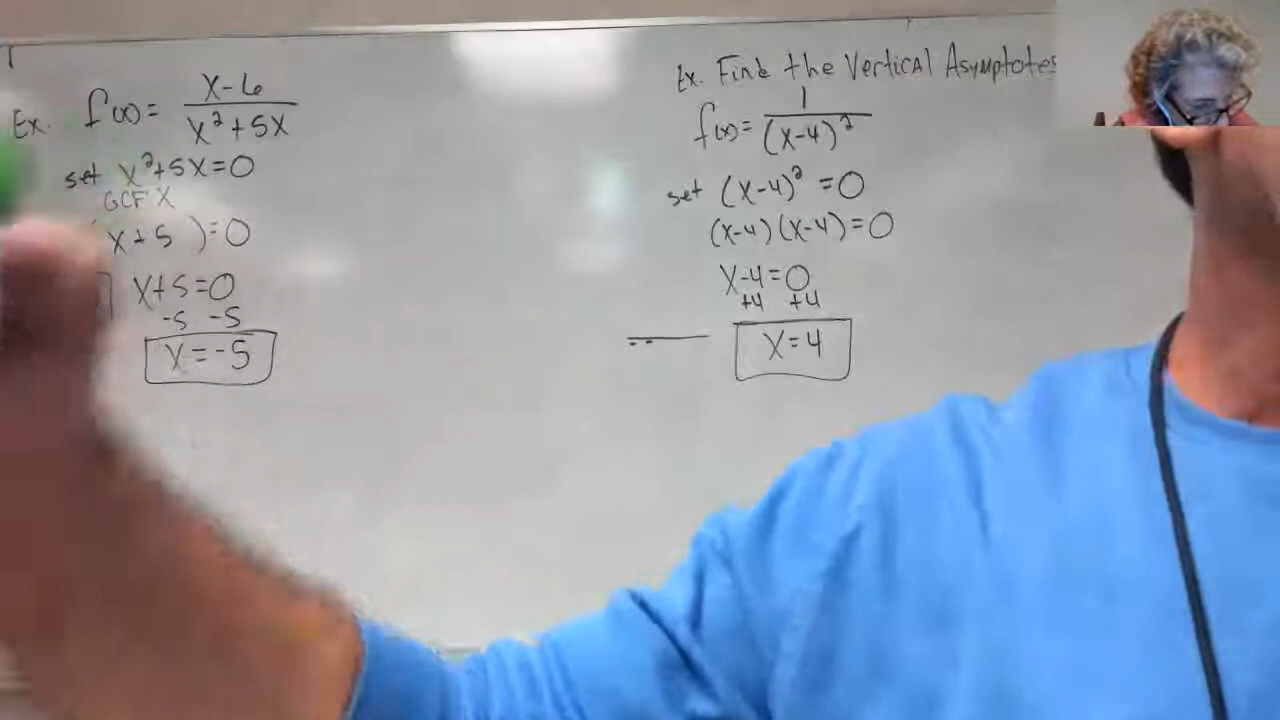 Ex. f(x) = x-6 / x²+5x
set x²+5x=0
GCF X
x+5 )=0
x+5=0
-5 -5
x=-5
Ex. Find the Vertical Asymptotes
f(x)= 1 / (x-4)²
set (x-4)² =0
(x-4)(x-4)=0
x-4=0
+4 +4
x=4